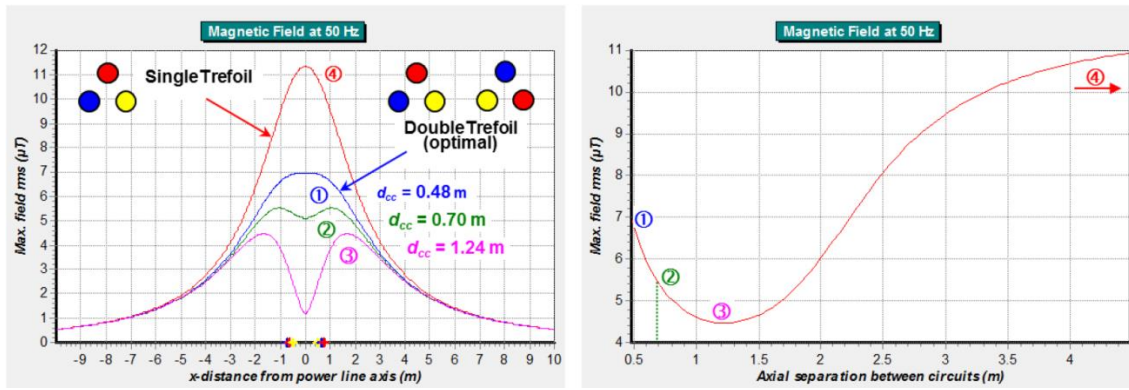 Magnetic Field at 50 Hz
12
11
10
9
8
7
6
5
4
3
2
1
0
Max. field rms (µT)
Single Trefoil
④
Double Trefoil
(optimal)
①
d_cc = 0.48 m
②
d_cc = 0.70 m
③
d_cc = 1.24 m
-9 -8 -7 -6 -5 -4 -3 -2 -1 0 1 2 3 4 5 6 7 8 9 10
x-distance from power line axis (m)
Magnetic Field at 50 Hz
11
10
9
8
7
6
5
4
Max. field rms (µT)
④
①
②
③
0.5 1 1.5 2 2.5 3 3.5 4
Axial separation between circuits (m)